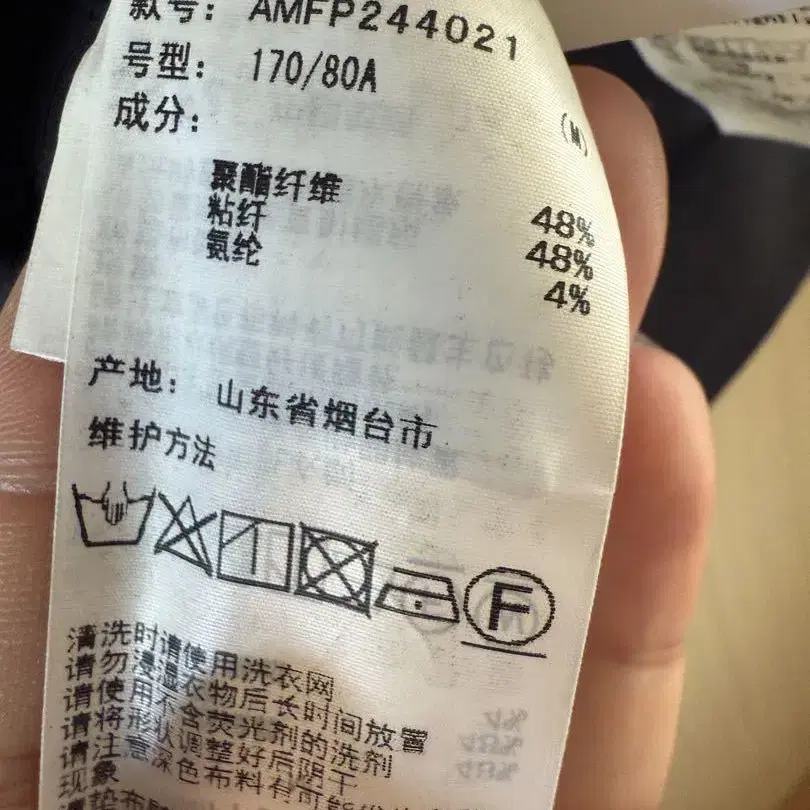 款号: AMFP244021
号型: 170/80A
成分: (M)
聚酯纤维 48%
粘纤 48%
氨纶 4%
产地: 山东省烟台市
维护方法
F
清洗时请使用洗衣网
请勿浸湿衣物后长时间放置
请使用不含荧光剂的洗剂
请将形状调整好后阴干
请注意深色布料有可能
现象
请垫布